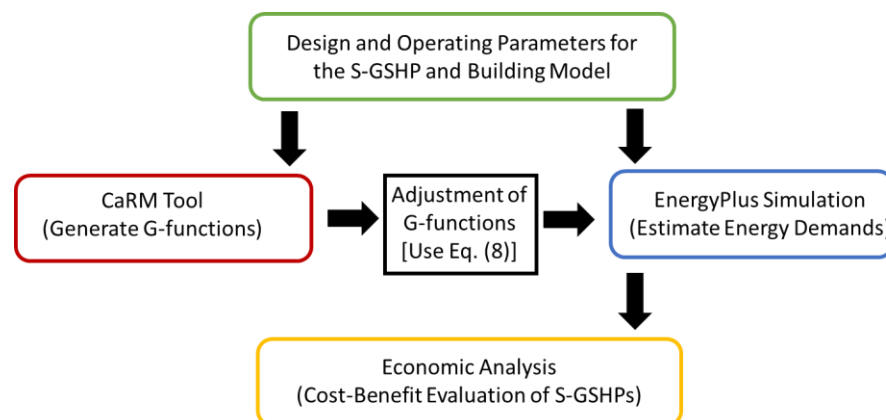 Design and Operating Parameters for
the S-GSHP and Building Model
CaRM Tool
(Generate G-functions)
Adjustment of
G-functions
[Use Eq. (8)]
EnergyPlus Simulation
(Estimate Energy Demands)
Economic Analysis
(Cost-Benefit Evaluation of S-GSHPs)